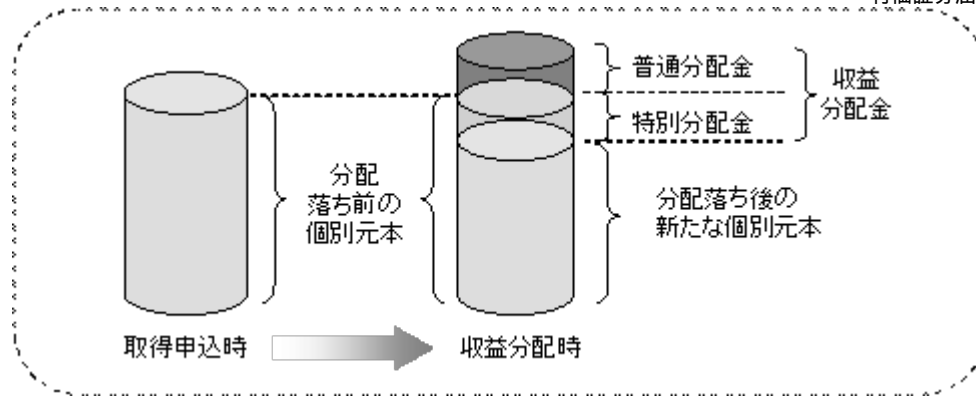 普通分配金
収益
分配金
特別分配金
分配
落ち前の
個別元本
分配落ち後の
新たな個別元本
取得申込時
収益分配時